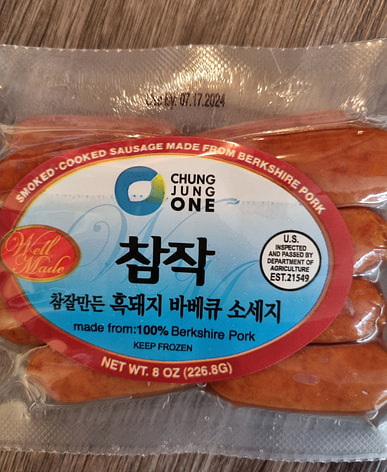 Use By: 07.17.2024
SMOKED-COOKED SAUSAGE MADE FROM BERKSHIRE PORK
CHUNG
JUNG
ONE
Well
Made
참작
참잘만든 흑돼지 바베큐 소세지
made from:100% Berkshire Pork
KEEP FROZEN
NET WT. 8 OZ (226.8G)
U.S.
INSPECTED
AND PASSED BY
DEPARTMENT OF
AGRICULTURE
EST.21549